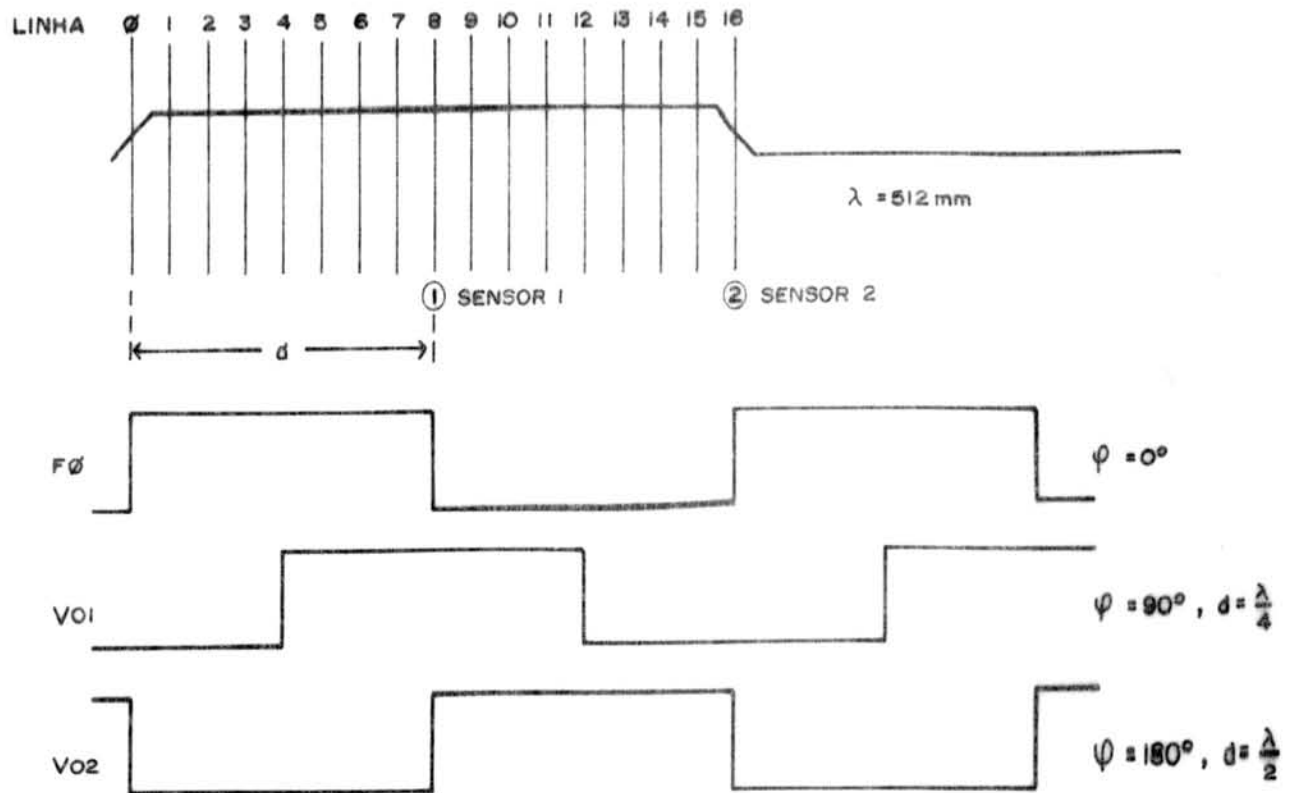 LINHA Ø 1 2 3 4 5 6 7 8 9 10 11 12 13 14 15 16
λ = 512 mm
① SENSOR 1 ② SENSOR 2
d
FØ φ = 0°
VO1 φ = 90° , d = λ/4
VO2 φ = 180° , d = λ/2